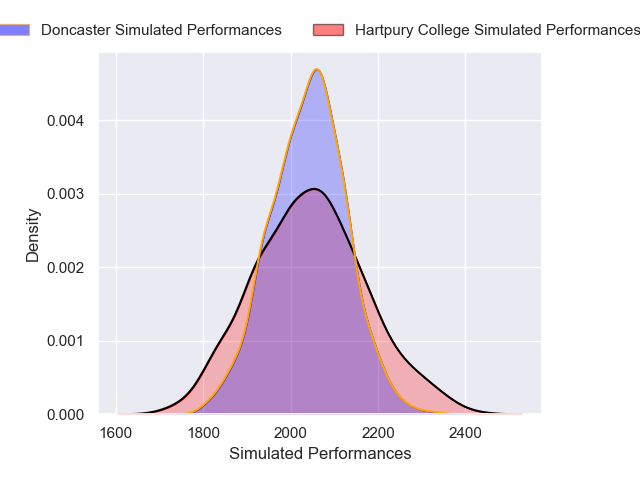 Doncaster Simulated Performances
Hartpury College Simulated Performances
0.004
0.003
0.002
0.001
0.000
Density
1600 1800 2000 2200 2400
Simulated Performances